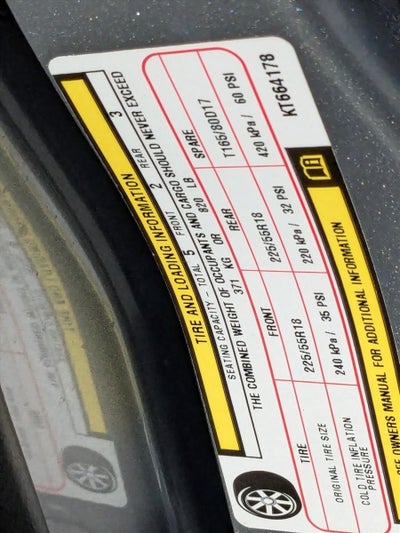 TIRE AND LOADING INFORMATION
SEATING CAPACITY - TOTAL 5 FRONT 2 REAR 3
THE COMBINED WEIGHT OF OCCUPANTS AND CARGO SHOULD NEVER EXCEED
371 KG OR 820 LB
TIRE FRONT REAR SPARE
ORIGINAL TIRE SIZE 225/55R18 225/55R18 T165/80D17
COLD TIRE INFLATION PRESSURE 240 kPa / 35 PSI 220 kPa / 32 PSI 420 kPa / 60 PSI
SEE OWNERS MANUAL FOR ADDITIONAL INFORMATION
KT664178